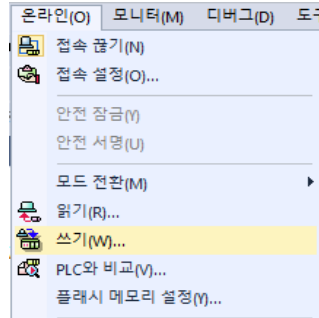 온라인(O) 모니터(M) 디버그(D) 도구
접속 끊기(N)
접속 설정(O)...
안전 잠금(Y)
안전 서명(U)
모드 전환(M)
읽기(R)...
쓰기(W)...
PLC와 비교(V)...
플래시 메모리 설정(Y)...